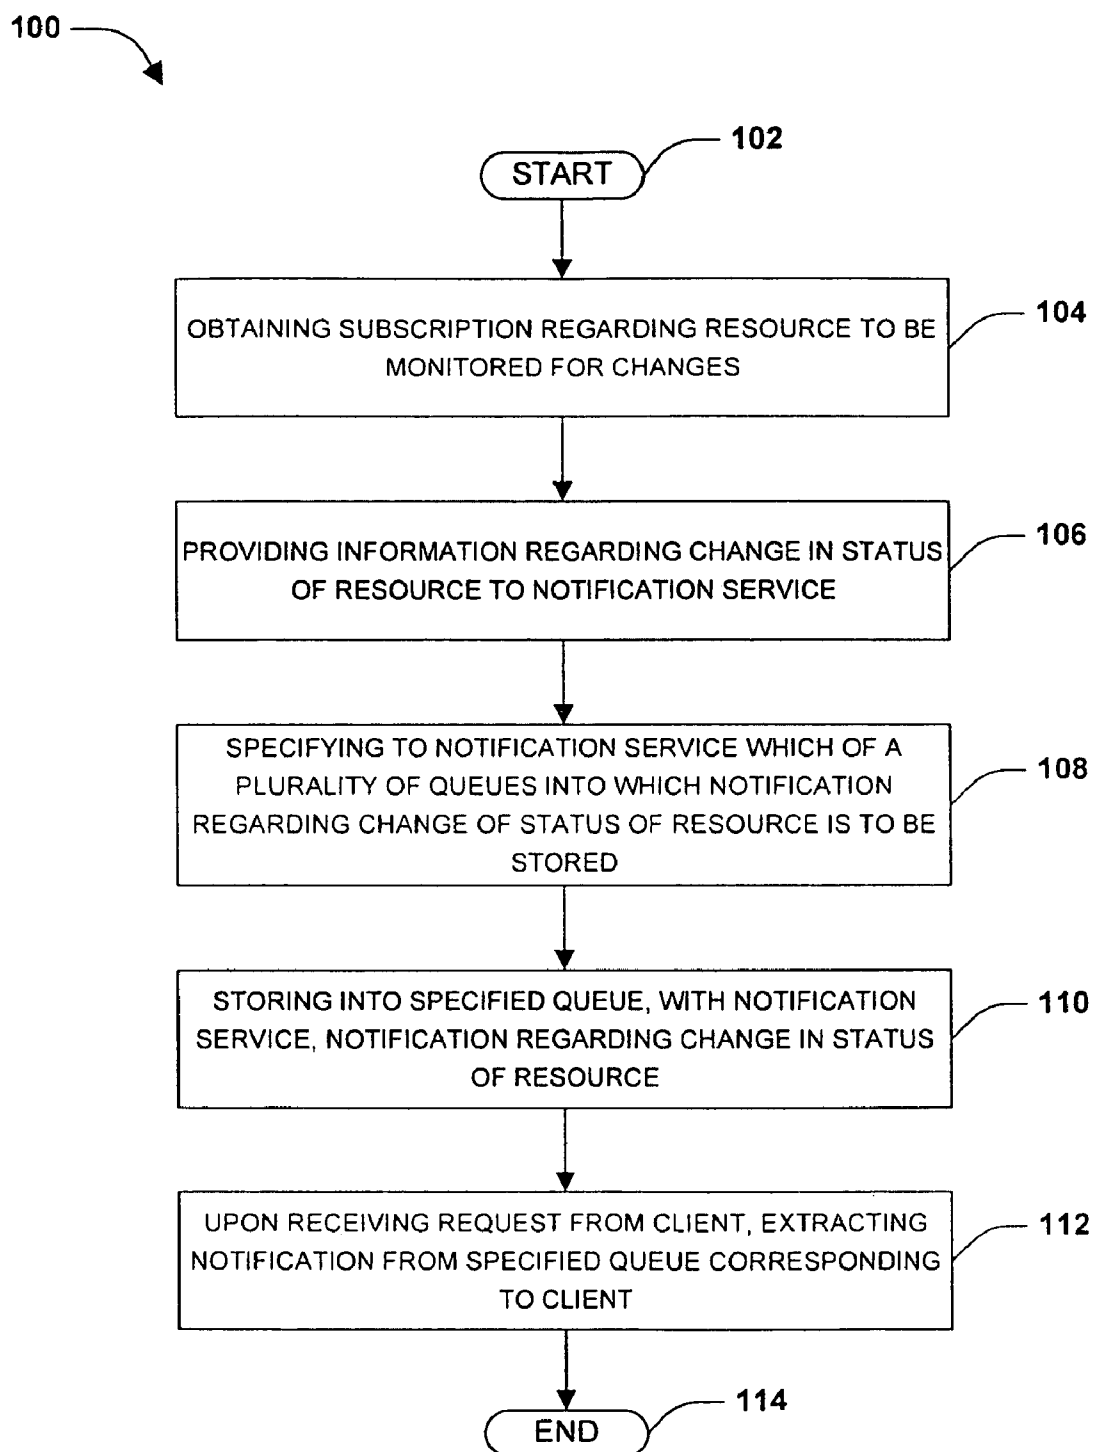 100
102
START
OBTAINING SUBSCRIPTION REGARDING RESOURCE TO BE
MONITORED FOR CHANGES
104
PROVIDING INFORMATION REGARDING CHANGE IN STATUS
OF RESOURCE TO NOTIFICATION SERVICE
106
SPECIFYING TO NOTIFICATION SERVICE WHICH OF A
PLURALITY OF QUEUES INTO WHICH NOTIFICATION
REGARDING CHANGE OF STATUS OF RESOURCE IS TO BE
STORED
108
STORING INTO SPECIFIED QUEUE, WITH NOTIFICATION
SERVICE, NOTIFICATION REGARDING CHANGE IN STATUS
OF RESOURCE
110
UPON RECEIVING REQUEST FROM CLIENT, EXTRACTING
NOTIFICATION FROM SPECIFIED QUEUE CORRESPONDING
TO CLIENT
112
END
114